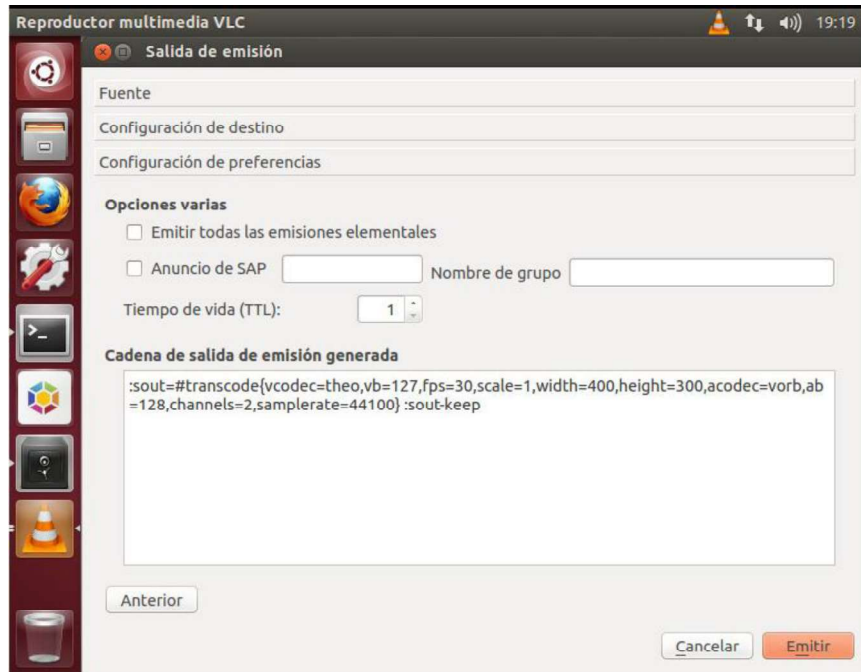 Reproductor multimedia VLC 19:19
Salida de emisión
Fuente
Configuración de destino
Configuración de preferencias
Opciones varias
Emitir todas las emisiones elementales
Anuncio de SAP Nombre de grupo
Tiempo de vida (TTL): 1
Cadena de salida de emisión generada
:sout=#transcode{vcodec=theo,vb=127,fps=30,scale=1,width=400,height=300,acodec=vorb,ab
=128,channels=2,samplerate=44100} :sout-keep
Anterior
Cancelar Emitir